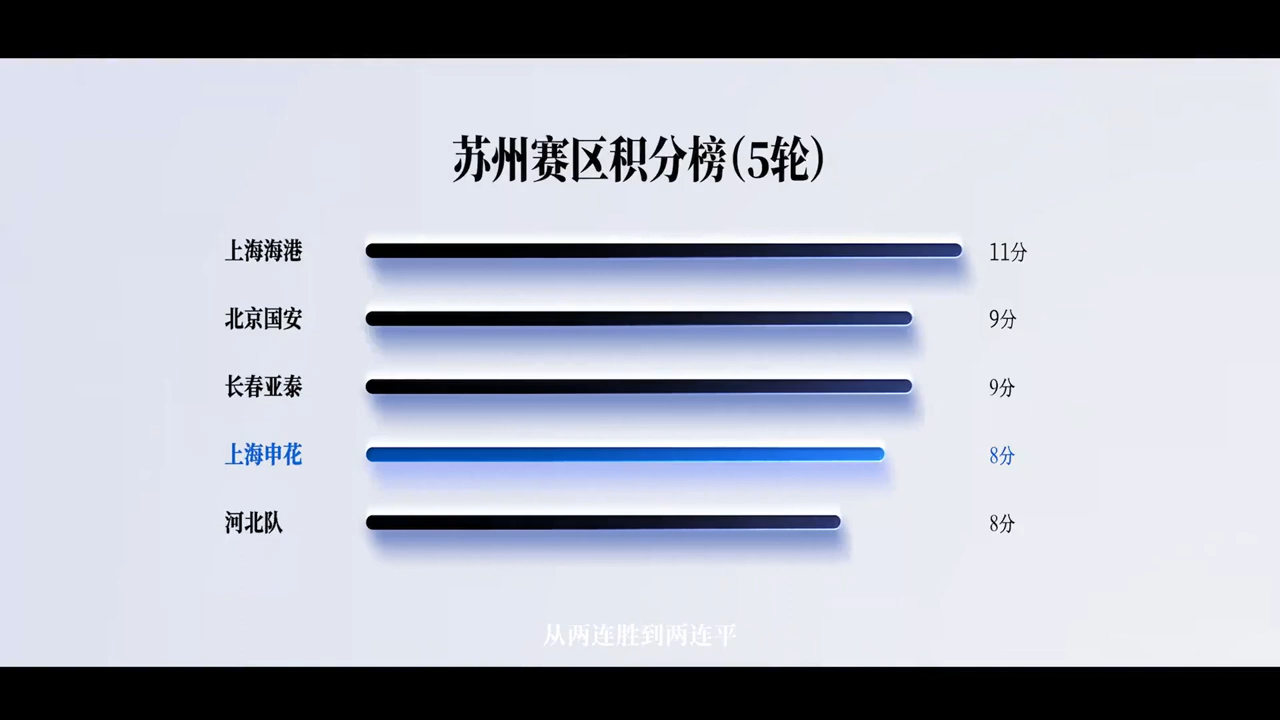 苏州赛区积分榜(5轮)
上海海港 11分
北京国安 9分
长春亚泰 9分
上海申花 8分
河北队 8分
从两连胜到两连平